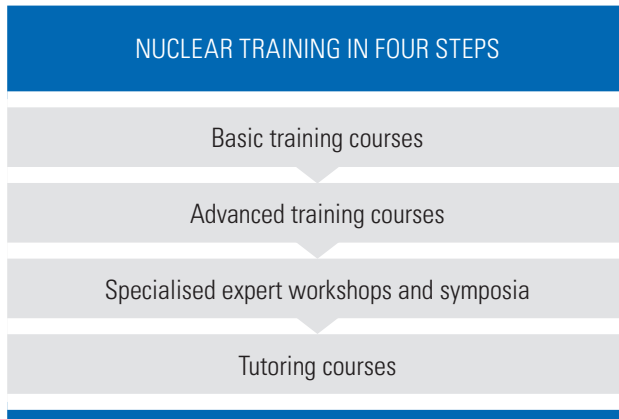 NUCLEAR TRAINING IN FOUR STEPS
Basic training courses
Advanced training courses
Specialised expert workshops and symposia
Tutoring courses